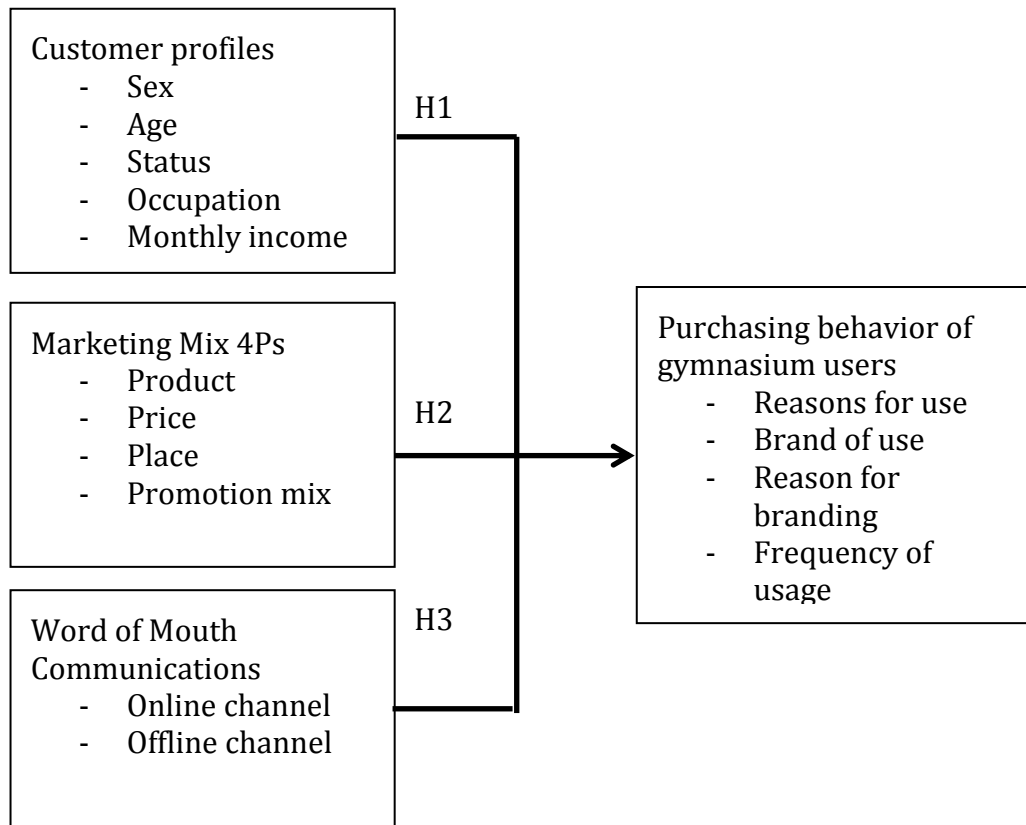 Customer profiles
- Sex
- Age
- Status
- Occupation
- Monthly income
H1
Marketing Mix 4Ps
- Product
- Price
- Place
- Promotion mix
H2
Word of Mouth
Communications
- Online channel
- Offline channel
H3
Purchasing behavior of
gymnasium users
- Reasons for use
- Brand of use
- Reason for
branding
- Frequency of
usage